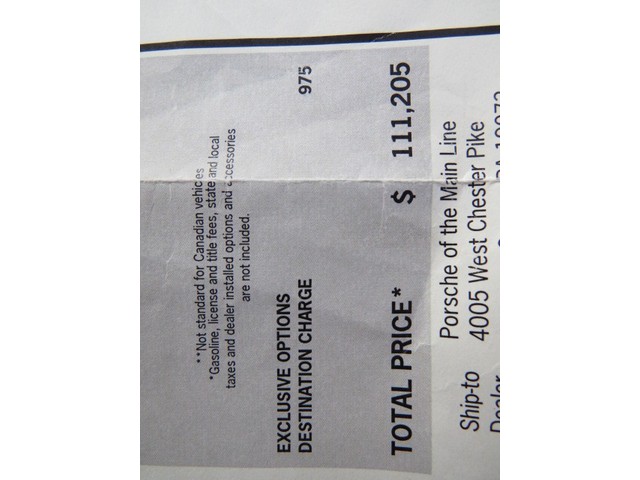 **Not standard for Canadian vehicles
*Gasoline, license and title fees, state and local
taxes and dealer installed options and accessories
are not included.
EXCLUSIVE OPTIONS
DESTINATION CHARGE 975
TOTAL PRICE* $ 111,205
Ship-to Porsche of the Main Line
4005 West Chester Pike
Dealer